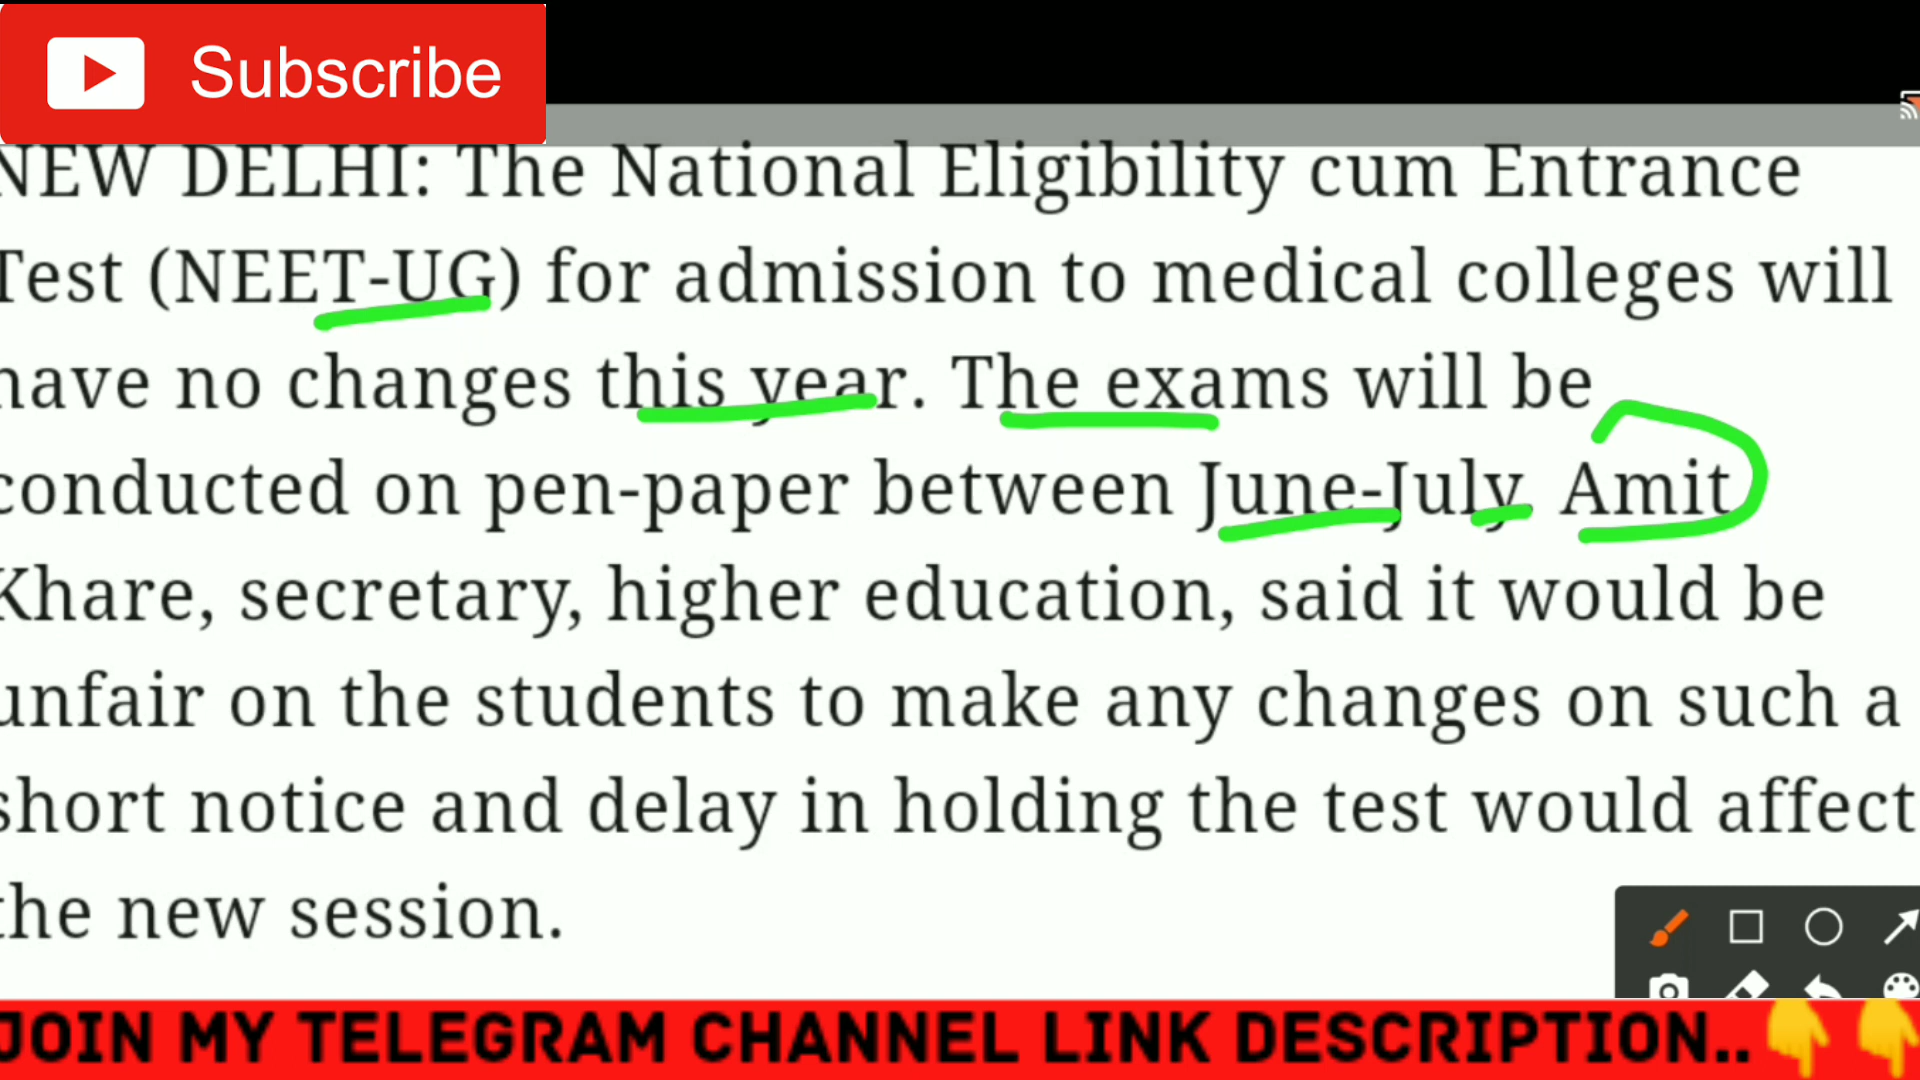 Subscribe
NEW DELHI: The National Eligibility cum Entrance
Test (NEET-UG) for admission to medical colleges will
have no changes this year. The exams will be
conducted on pen-paper between June-July. Amit
Khare, secretary, higher education, said it would be
unfair on the students to make any changes on such a
short notice and delay in holding the test would affect
the new session.
JOIN MY TELEGRAM CHANNEL LINK DESCRIPTION..👇👇